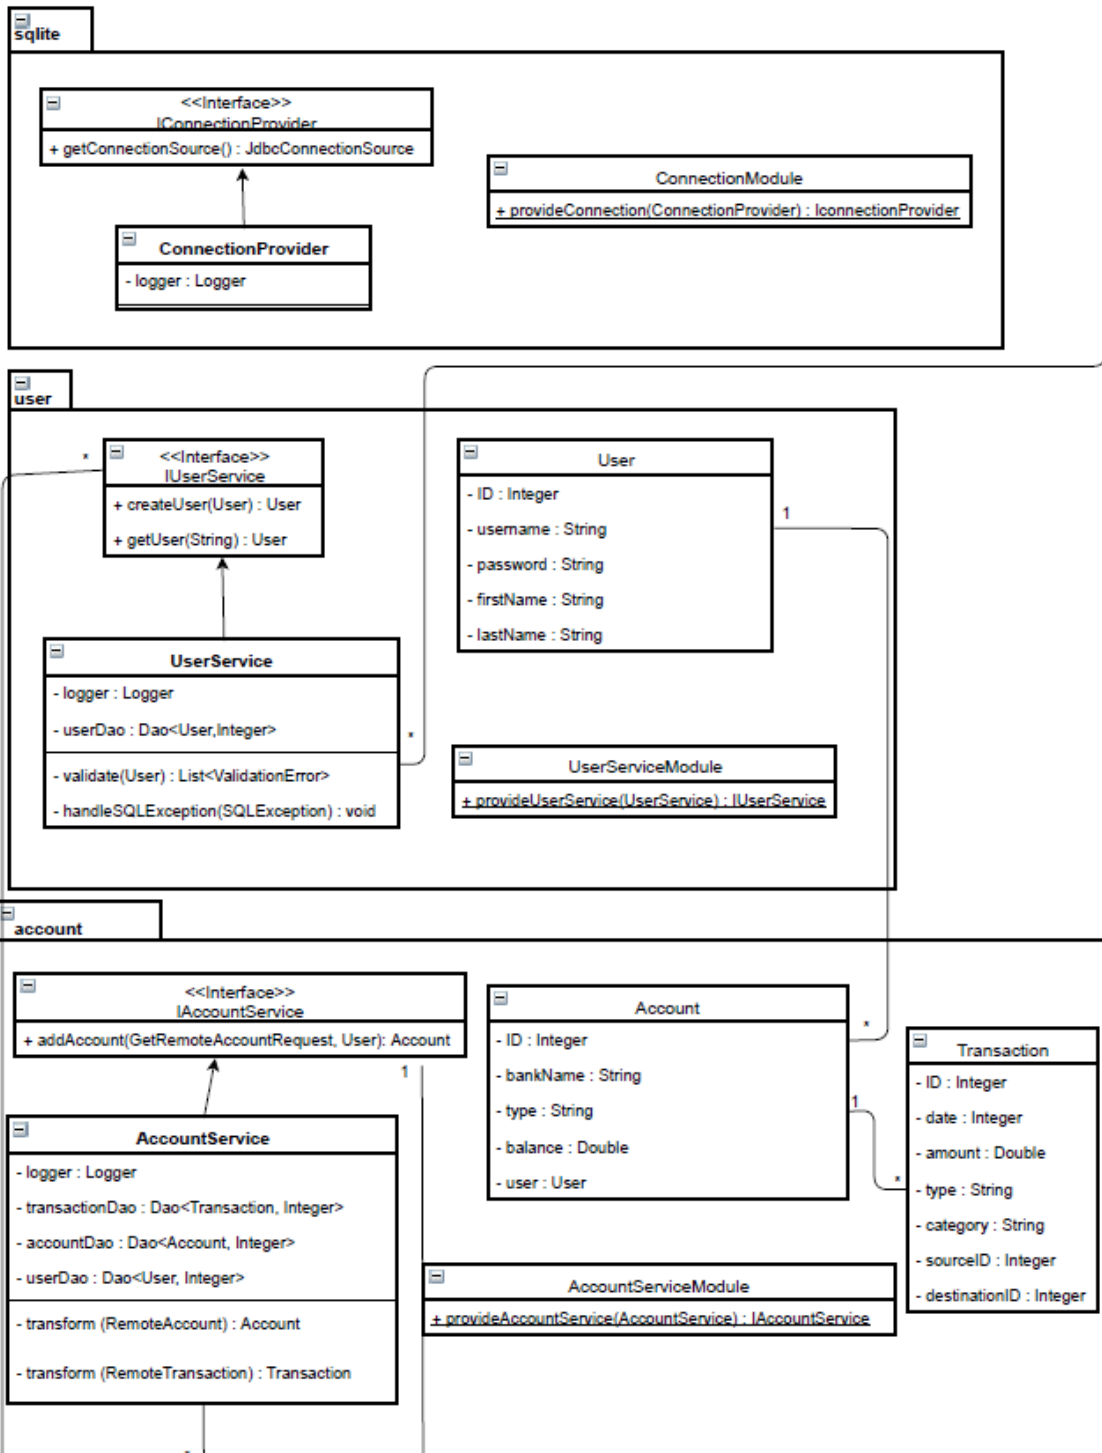 sqlite
<<Interface>>
IConnectionProvider
+ getConnectionSource() : JdbcConnectionSource
ConnectionModule
+ provideConnection(ConnectionProvider) : IconnectionProvider
ConnectionProvider
- logger : Logger
user
*
<<Interface>>
IUserService
+ createUser(User) : User
+ getUser(String) : User
User
- ID : Integer
- username : String
- password : String
- firstName : String
- lastName : String
1
UserService
- logger : Logger
- userDao : Dao<User,Integer>
- validate(User) : List<ValidationError>
- handleSQLException(SQLException) : void
*
UserServiceModule
+ provideUserService(UserService) : IUserService
account
<<Interface>>
IAccountService
+ addAccount(GetRemoteAccountRequest, User): Account
1
Account
- ID : Integer
- bankName : String
- type : String
- balance : Double
- user : User
*
1
*
Transaction
- ID : Integer
- date : Integer
- amount : Double
- type : String
- category : String
- sourceID : Integer
- destinationID : Integer
AccountService
- logger : Logger
- transactionDao : Dao<Transaction, Integer>
- accountDao : Dao<Account, Integer>
- userDao : Dao<User, Integer>
- transform (RemoteAccount) : Account
- transform (RemoteTransaction) : Transaction
AccountServiceModule
+ provideAccountService(AccountService) : IAccountService